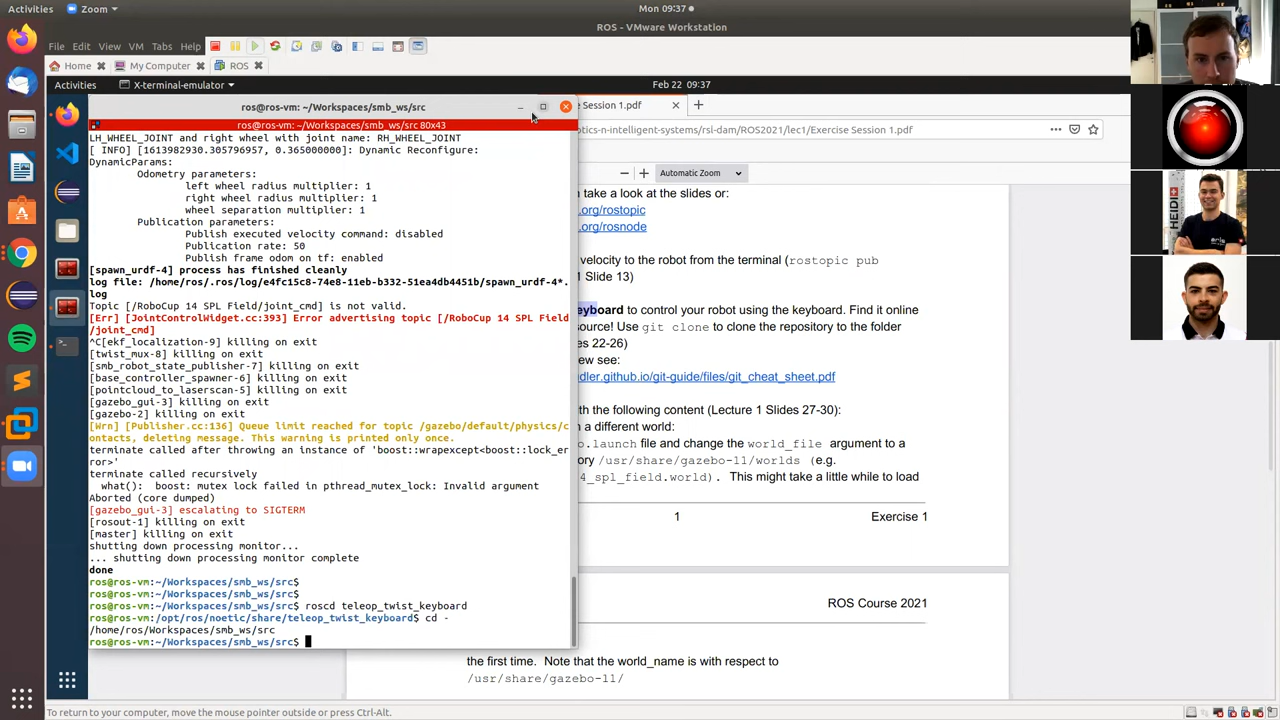 Activities
Zoom
Mon 09:37
ROS - VMware Workstation
File Edit View VM Tabs Help
Home
My Computer
ROS
Activities
X-terminal-emulator
Feb 22 09:37
ros@ros-vm: ~/Workspaces/smb_ws/src
ros@ros-vm: ~/Workspaces/smb_ws/src 80x43
LH_WHEEL_JOINT and right wheel with joint name: RH_WHEEL_JOINT
[ INFO] [1613982930.305796957, 0.365000000]: Dynamic Reconfigure:
DynamicParams:
Odometry parameters:
left wheel radius multiplier: 1
right wheel radius multiplier: 1
wheel separation multiplier: 1
Publication parameters:
Publish executed velocity command: disabled
Publication rate: 50
Publish frame odom on tf: enabled
[spawn_urdf-4] process has finished cleanly
log file: /home/ros/.ros/log/e4fc15c8-74e8-11eb-b332-51ea4db4451b/spawn_urdf-4*.
log
Topic [/RoboCup 14 SPL Field/joint_cmd] is not valid.
[Err] [JointControlWidget.cc:393] Error advertising topic [/RoboCup 14 SPL Field
/joint_cmd]
^C[ekf_localization-9] killing on exit
[twist_mux-8] killing on exit
[smb_robot_state_publisher-7] killing on exit
[base_controller_spawner-6] killing on exit
[pointcloud_to_laserscan-5] killing on exit
[gazebo_gui-3] killing on exit
[gazebo-2] killing on exit
[Wrn] [Publisher.cc:136] Queue limit reached for topic /gazebo/default/physics/c
ontacts, deleting message. This warning is printed only once.
terminate called after throwing an instance of 'boost::wrapexcept<boost::lock_er
ror>'
terminate called recursively
what():  boost: mutex lock failed in pthread_mutex_lock: Invalid argument
Aborted (core dumped)
[gazebo_gui-3] escalating to SIGTERM
[rosout-1] killing on exit
[master] killing on exit
shutting down processing monitor...
... shutting down processing monitor complete
done
ros@ros-vm:~/Workspaces/smb_ws/src$
ros@ros-vm:~/Workspaces/smb_ws/src$
ros@ros-vm:~/Workspaces/smb_ws/src$ roscd teleop_twist_keyboard
ros@ros-vm:/opt/ros/noetic/share/teleop_twist_keyboard$ cd -
/home/ros/Workspaces/smb_ws/src
ros@ros-vm:~/Workspaces/smb_ws/src$
Session 1.pdf
otics-n-intelligent-systems/rsl-dam/ROS2021/lec1/Exercise Session 1.pdf
Automatic Zoom
n take a look at the slides or:
.org/rostopic
.org/rosnode
velocity to the robot from the terminal (rostopic pub
1 Slide 13)
eyboard to control your robot using the keyboard. Find it online
source! Use git clone to clone the repository to the folder
es 22-26)
ew see:
ndler.github.io/git-guide/files/git_cheat_sheet.pdf
ith the following content (Lecture 1 Slides 27-30):
n a different world:
o.launch file and change the world_file argument to a
ory /usr/share/gazebo-11/worlds (e.g.
4_spl_field.world). This might take a little while to load
1
Exercise 1
ROS Course 2021
the first time. Note that the world_name is with respect to
/usr/share/gazebo-11/
To return to your computer, move the mouse pointer outside or press Ctrl-Alt.